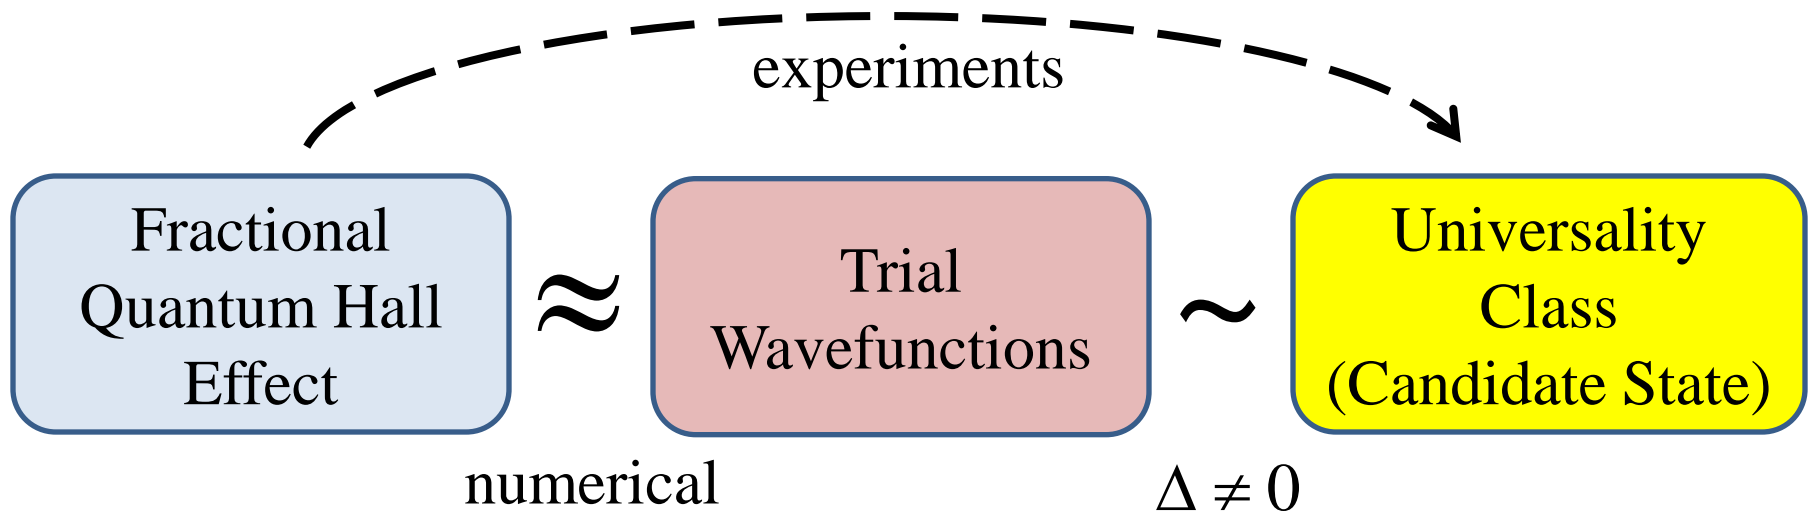 experiments
Fractional
Quantum Hall
Effect
≈
Trial
Wavefunctions
~
Universality
Class
(Candidate State)
numerical
Δ ≠ 0